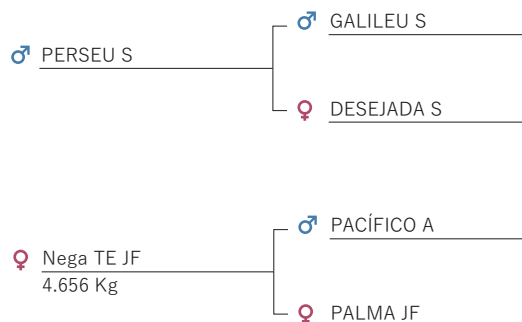 GALILEU S
PERSEU S
DESEJADA S
PACÍFICO A
Nega TE JF
4.656 Kg
PALMA JF